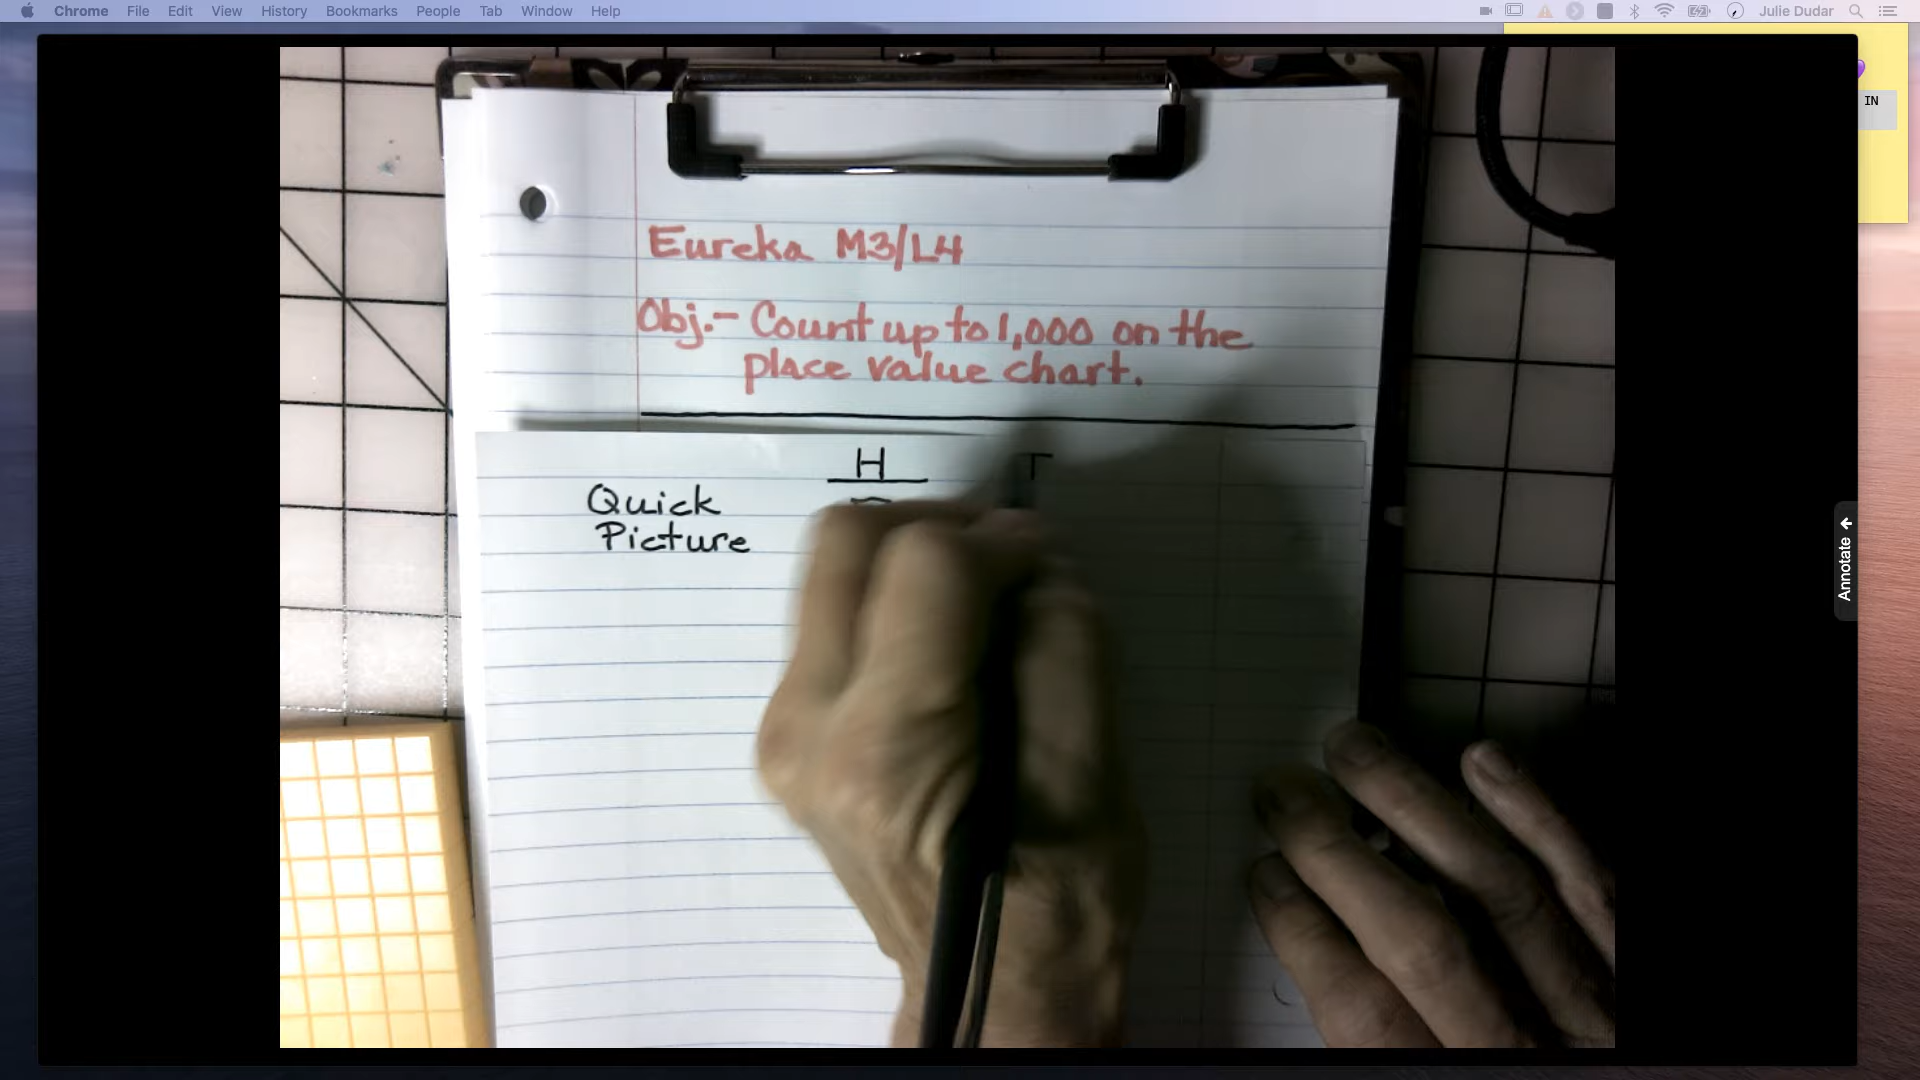 Chrome File Edit View History Bookmarks People Tab Window Help Julie Dudar
IN
Eureka M3/L4
Obj.- Count up to 1,000 on the
place value chart.
H T
Quick
Picture
Annotate